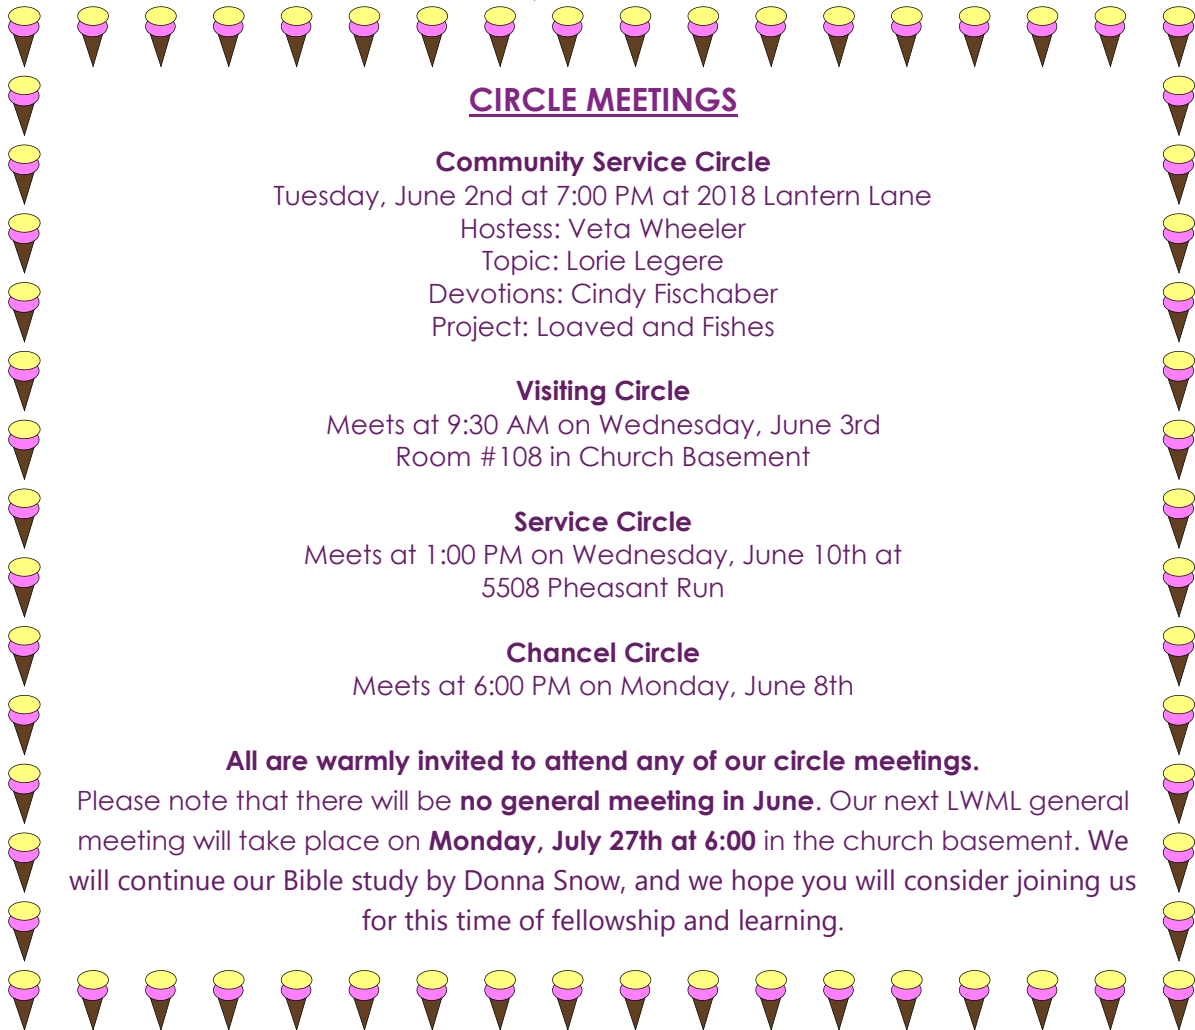 CIRCLE MEETINGS
Community Service Circle
Tuesday, June 2nd at 7:00 PM at 2018 Lantern Lane
Hostess: Veta Wheeler
Topic: Lorie Legere
Devotions: Cindy Fischaber
Project: Loaved and Fishes
Visiting Circle
Meets at 9:30 AM on Wednesday, June 3rd
Room #108 in Church Basement
Service Circle
Meets at 1:00 PM on Wednesday, June 10th at
5508 Pheasant Run
Chancel Circle
Meets at 6:00 PM on Monday, June 8th
All are warmly invited to attend any of our circle meetings.
Please note that there will be no general meeting in June. Our next LWML general
meeting will take place on Monday, July 27th at 6:00 in the church basement. We
will continue our Bible study by Donna Snow, and we hope you will consider joining us
for this time of fellowship and learning.